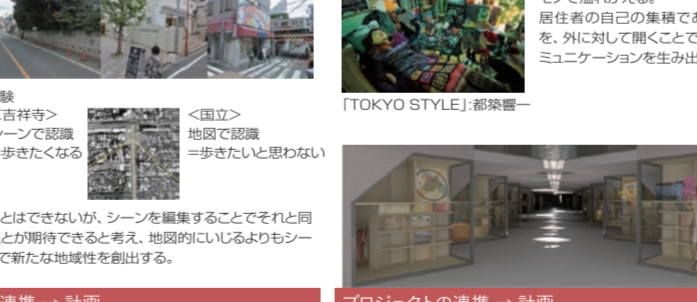 験
吉祥寺>
シーンで認識
歩きたくなる
<国立>
地図で認識
=歩きたいと思わない
とはできないが、シーンを編集することでそれと同
ことが期待できると考え、地図的にいじるよりもシー
で新たな地域性を創出する。
連携 → 計画
居住者の自己の集積であ
を、外に対して開くことで
ミュニケーションを生み出
「TOKYO STYLE」:都築響一
プロジェクトの連携 → 計画